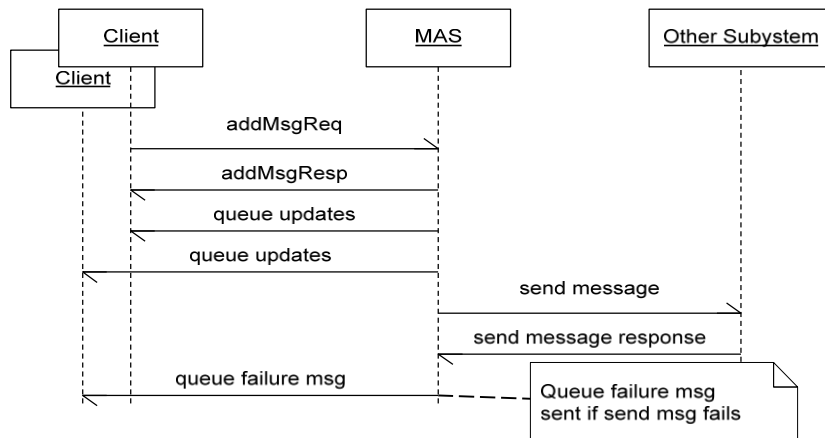 Client
MAS
Other Subystem
Client
addMsgReq
addMsgResp
queue updates
queue updates
send message
send message response
queue failure msg
Queue failure msg
sent if send msg fails